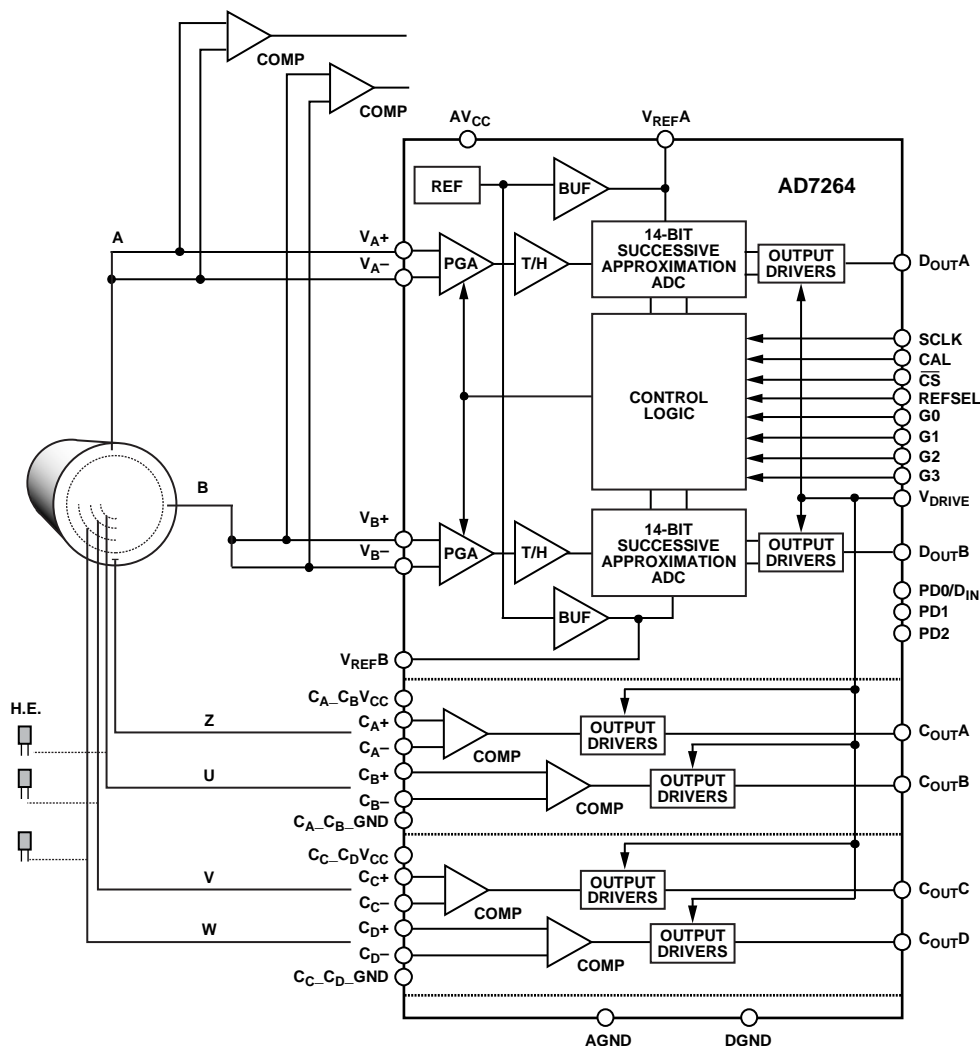 COMP
COMP
AVCC
VREFA
REF
BUF
AD7264
A
VA+
VA−
PGA
T/H
14-BIT
SUCCESSIVE
APPROXIMATION
ADC
OUTPUT
DRIVERS
DOUTA
CONTROL
LOGIC
SCLK
CAL
CS
REFSEL
G0
G1
G2
G3
VDRIVE
B
VB+
VB−
PGA
T/H
14-BIT
SUCCESSIVE
APPROXIMATION
ADC
OUTPUT
DRIVERS
DOUTB
PD0/DIN
PD1
PD2
BUF
VREFB
CA_CBVCC
H.E.
Z
CA+
CA−
COMP
OUTPUT
DRIVERS
COUTA
U
CB+
CB−
COMP
OUTPUT
DRIVERS
COUTB
CA_CB_GND
CC_CDVCC
V
CC+
CC−
COMP
OUTPUT
DRIVERS
COUTC
W
CD+
CD−
COMP
OUTPUT
DRIVERS
COUTD
CC_CD_GND
AGND
DGND